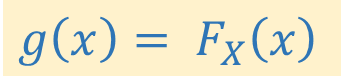 g(x) = F_X(x)